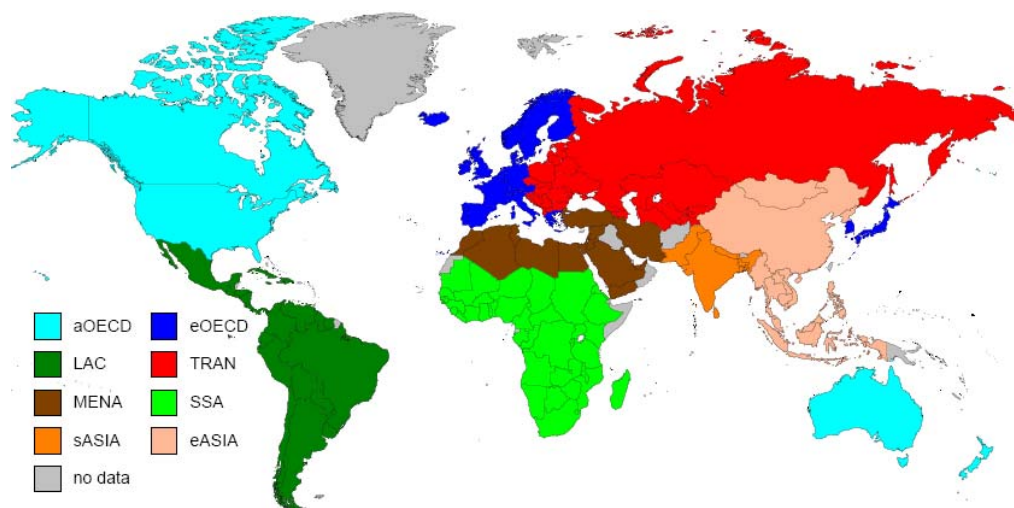 aOECD eOECD
LAC TRAN
MENA SSA
sASIA eASIA
no data